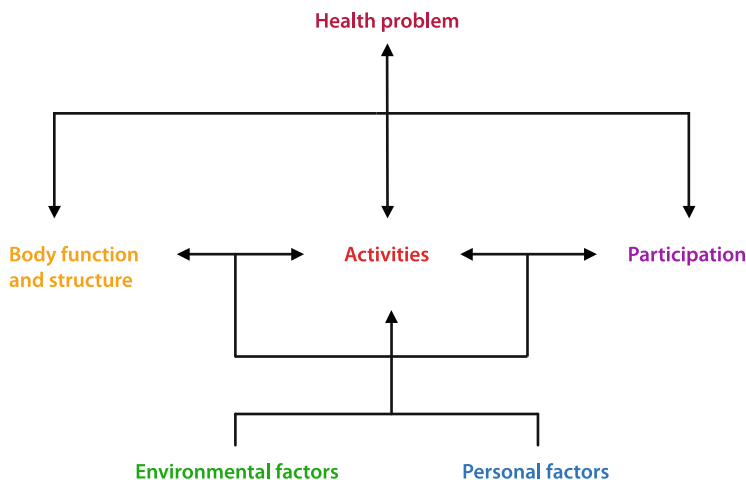 Health problem
Body function
and structure
Activities
Participation
Environmental factors
Personal factors